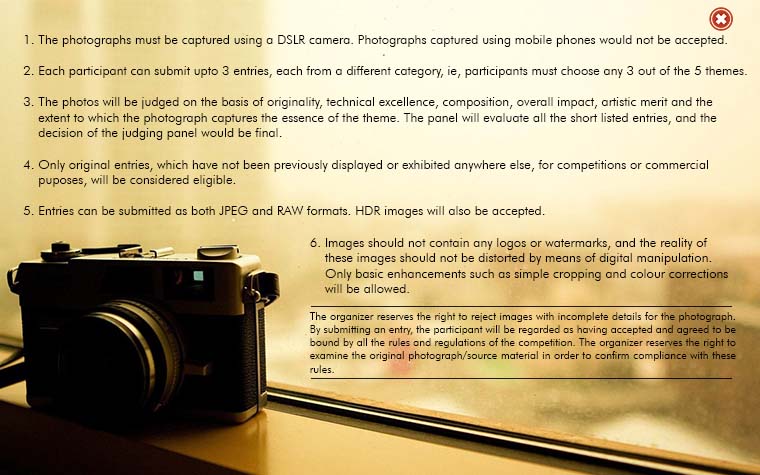 1. The photographs must be captured using a DSLR camera. Photographs captured using mobile phones would not be accepted.
2. Each participant can submit upto 3 entries, each from a different category, ie, participants must choose any 3 out of the 5 themes.
3. The photos will be judged on the basis of originality, technical excellence, composition, overall impact, artistic merit and the
extent to which the photograph captures the essence of the theme. The panel will evaluate all the short listed entries, and the
decision of the judging panel would be final.
4. Only original entries, which have not been previously displayed or exhibited anywhere else, for competitions or commercial
puposes, will be considered eligible.
5. Entries can be submitted as both JPEG and RAW formats. HDR images will also be accepted.
6. Images should not contain any logos or watermarks, and the reality of
these images should not be distorted by means of digital manipulation.
Only basic enhancements such as simple cropping and colour corrections
will be allowed.
The organizer reserves the right to reject images with incomplete details for the photograph.
By submitting an entry, the participant will be regarded as having accepted and agreed to be
bound by all the rules and regulations of the competition. The organizer reserves the right to
examine the original photograph/source material in order to confirm compliance with these
rules.